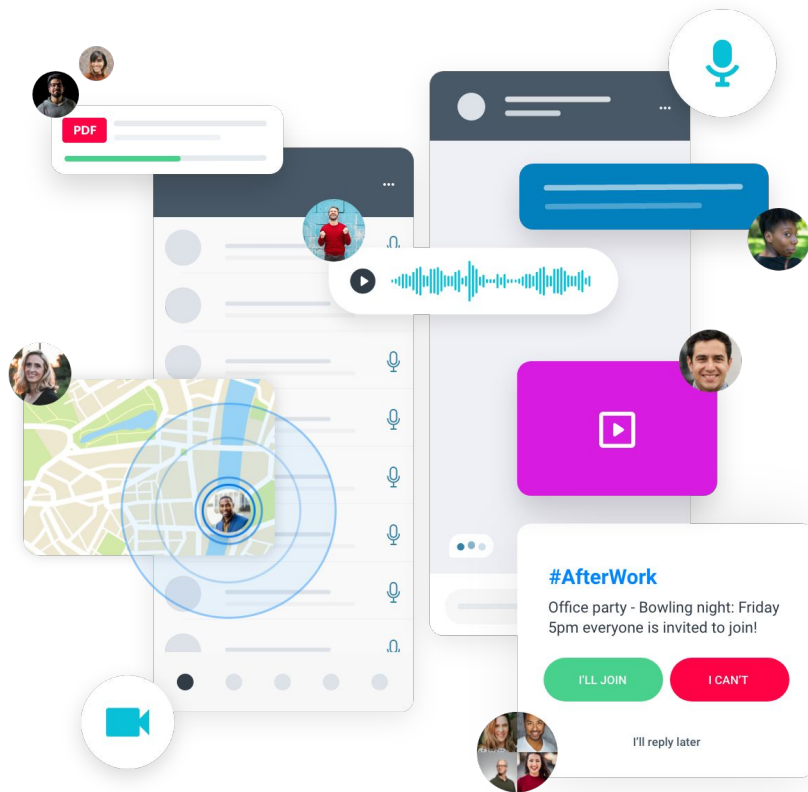 PDF
#AfterWork
Office party - Bowling night: Friday
5pm everyone is invited to join!
I'LL JOIN
I CAN'T
I'll reply later